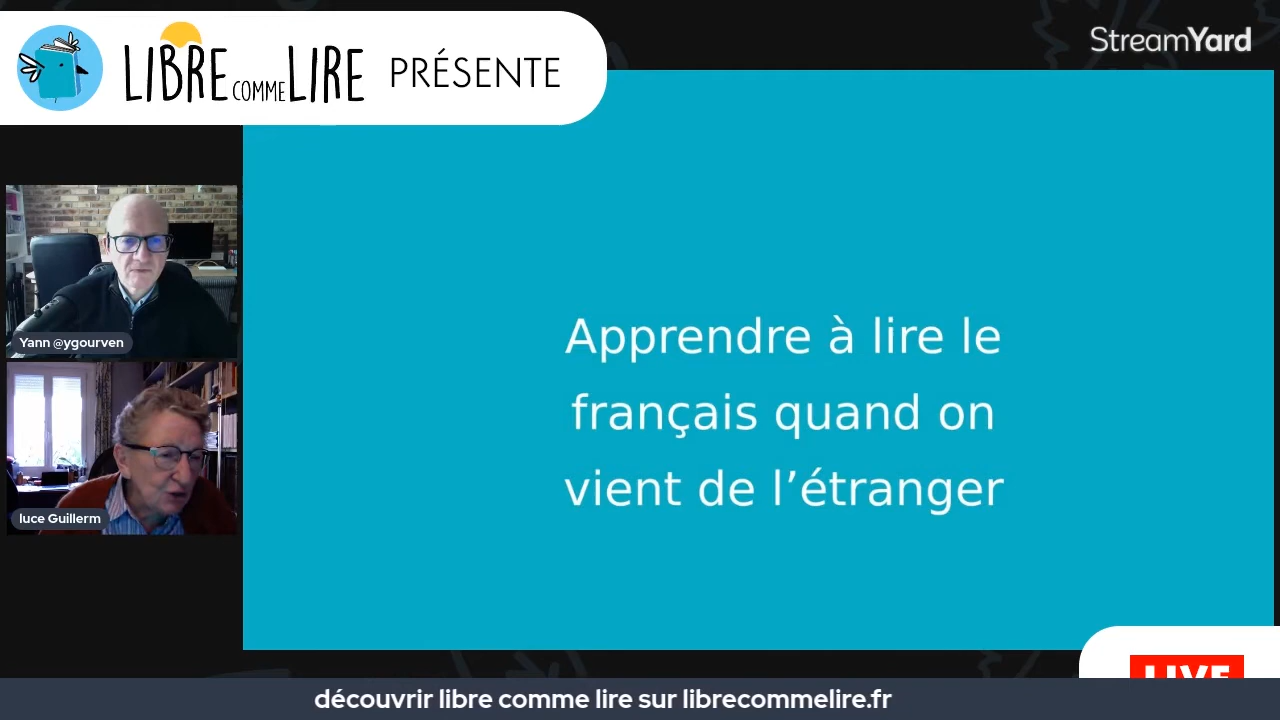 LIBRE COMME LIRE PRÉSENTE
StreamYard
Yann @ygourven
luce Guillerm
Apprendre à lire le
français quand on
vient de l’étranger
LIVE
découvrir libre comme lire sur librecommelire.fr